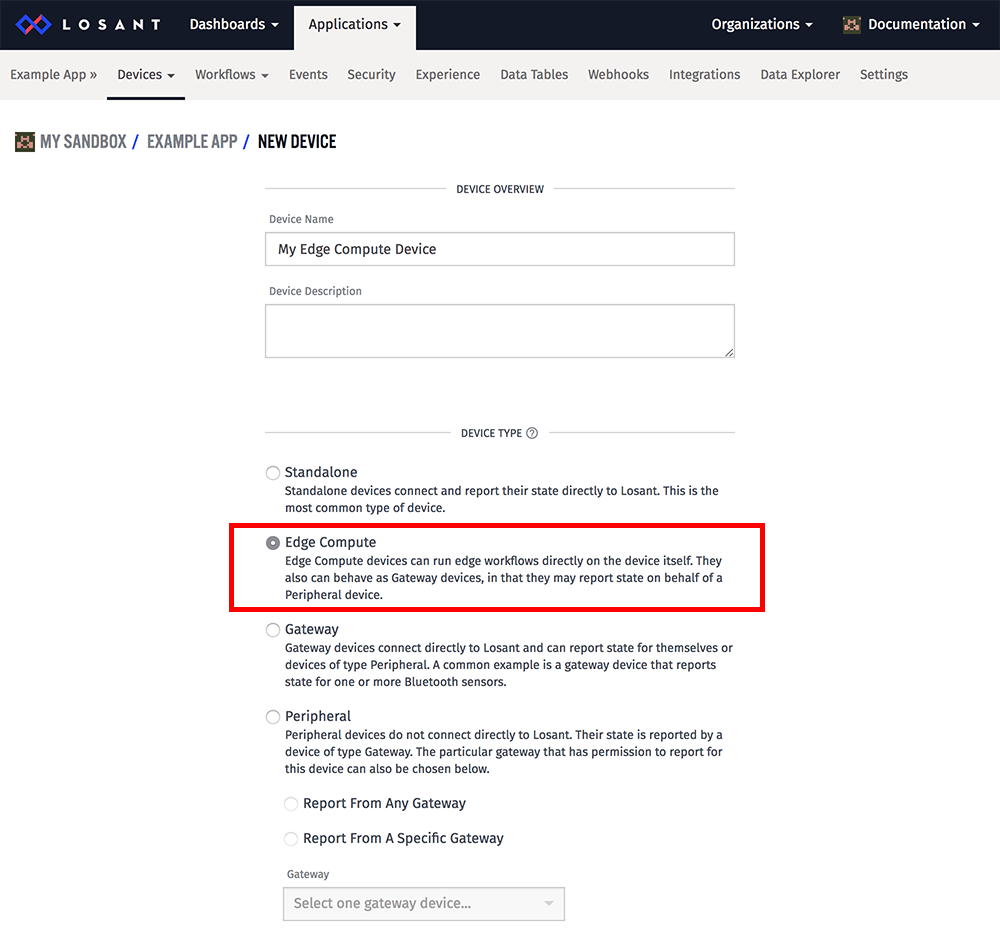 LOSANT Dashboards Applications Organizations Documentation
Example App » Devices Workflows Events Security Experience Data Tables Webhooks Integrations Data Explorer Settings
MY SANDBOX / EXAMPLE APP / NEW DEVICE
DEVICE OVERVIEW
Device Name
My Edge Compute Device
Device Description
DEVICE TYPE ?
Standalone
Standalone devices connect and report their state directly to Losant. This is the
most common type of device.
Edge Compute
Edge Compute devices can run edge workflows directly on the device itself. They
also can behave as Gateway devices, in that they may report state on behalf of a
Peripheral device.
Gateway
Gateway devices connect directly to Losant and can report state for themselves or
devices of type Peripheral. A common example is a gateway device that reports
state for one or more Bluetooth sensors.
Peripheral
Peripheral devices do not connect directly to Losant. Their state is reported by a
device of type Gateway. The particular gateway that has permission to report for
this device can also be chosen below.
Report From Any Gateway
Report From A Specific Gateway
Gateway
Select one gateway device...